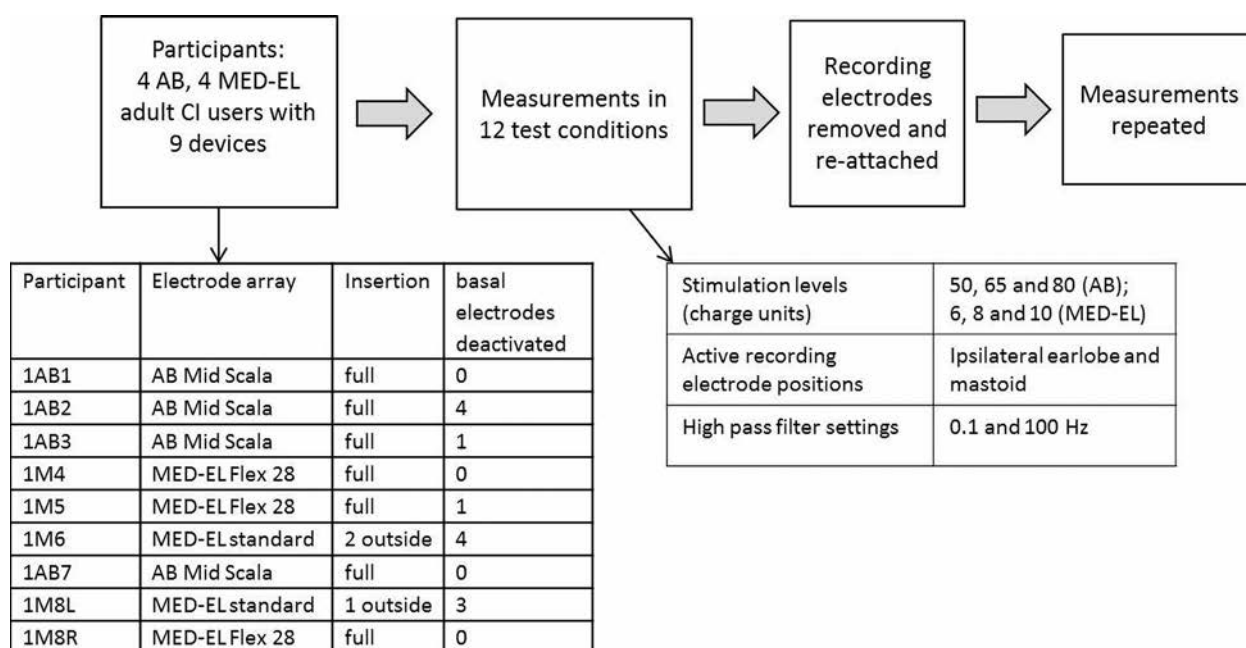 Participants:
4 AB, 4 MED-EL
adult CI users with
9 devices
Measurements in
12 test conditions
Recording
electrodes
removed and
re-attached
Measurements
repeated
Participant Electrode array Insertion basal
electrodes
deactivated
1AB1 AB Mid Scala full 0
1AB2 AB Mid Scala full 4
1AB3 AB Mid Scala full 1
1M4 MED-EL Flex 28 full 0
1M5 MED-EL Flex 28 full 1
1M6 MED-EL standard 2 outside 4
1AB7 AB Mid Scala full 0
1M8L MED-EL standard 1 outside 3
1M8R MED-EL Flex 28 full 0
Stimulation levels 50, 65 and 80 (AB);
(charge units) 6, 8 and 10 (MED-EL)
Active recording Ipsilateral earlobe and
electrode positions mastoid
High pass filter settings 0.1 and 100 Hz